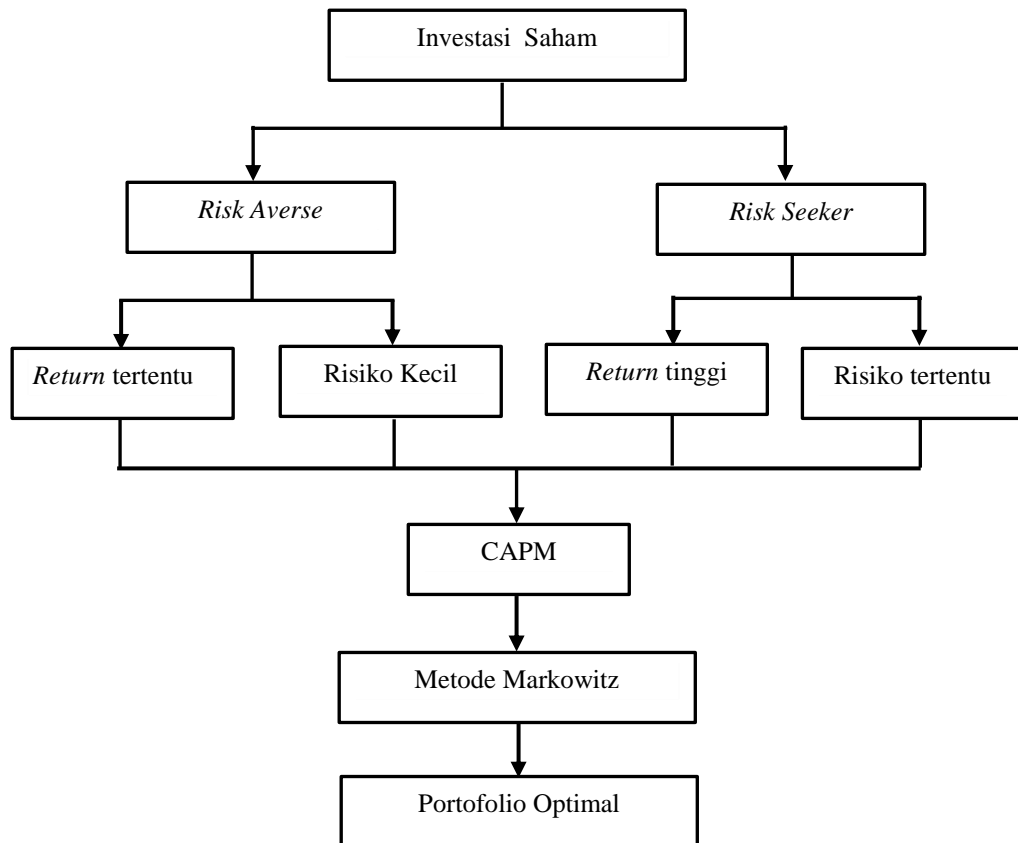 Investasi Saham
Risk Averse
Risk Seeker
Return tertentu
Risiko Kecil
Return tinggi
Risiko tertentu
CAPM
Metode Markowitz
Portofolio Optimal